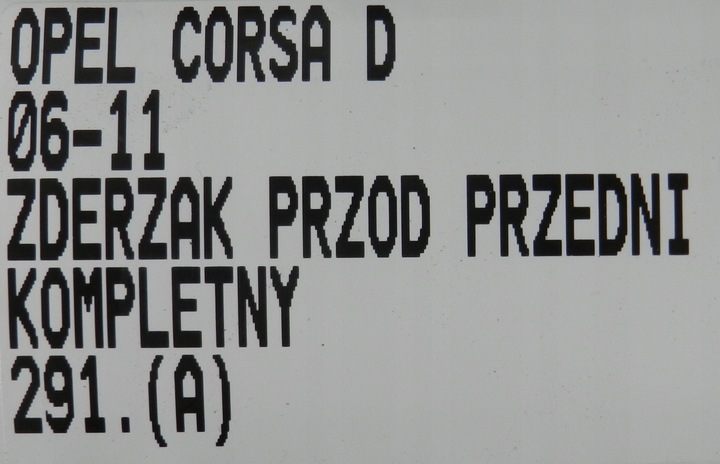 OPEL CORSA D
06-11
ZDERZAK PRZOD PRZEDNI
KOMPLETNY
291.(A)